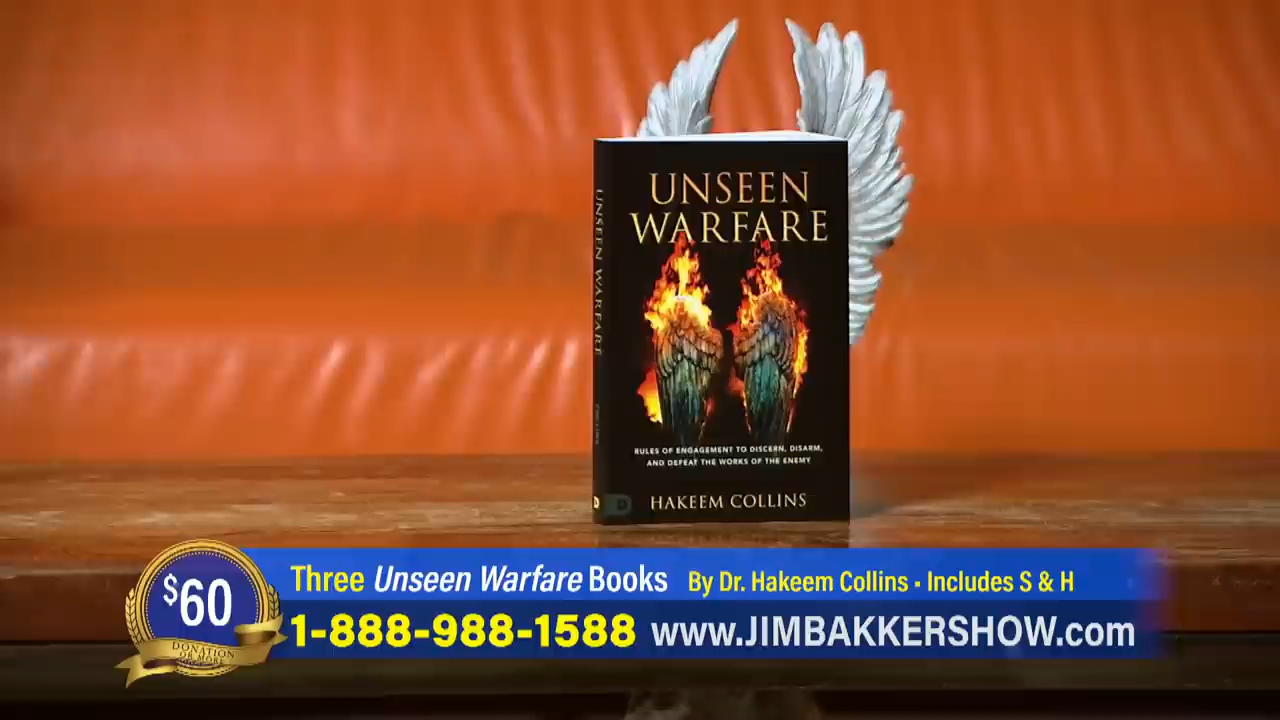 UNSEEN
WARFARE
UNSEEN WARFARE
RULES OF ENGAGEMENT TO DISCERN, DISARM,
AND DEFEAT THE WORKS OF THE ENEMY
HAKEEM COLLINS
$60
DONATION
OR MORE
Three Unseen Warfare Books By Dr. Hakeem Collins • Includes S & H
1-888-988-1588 www.JIMBAKKERSHOW.com